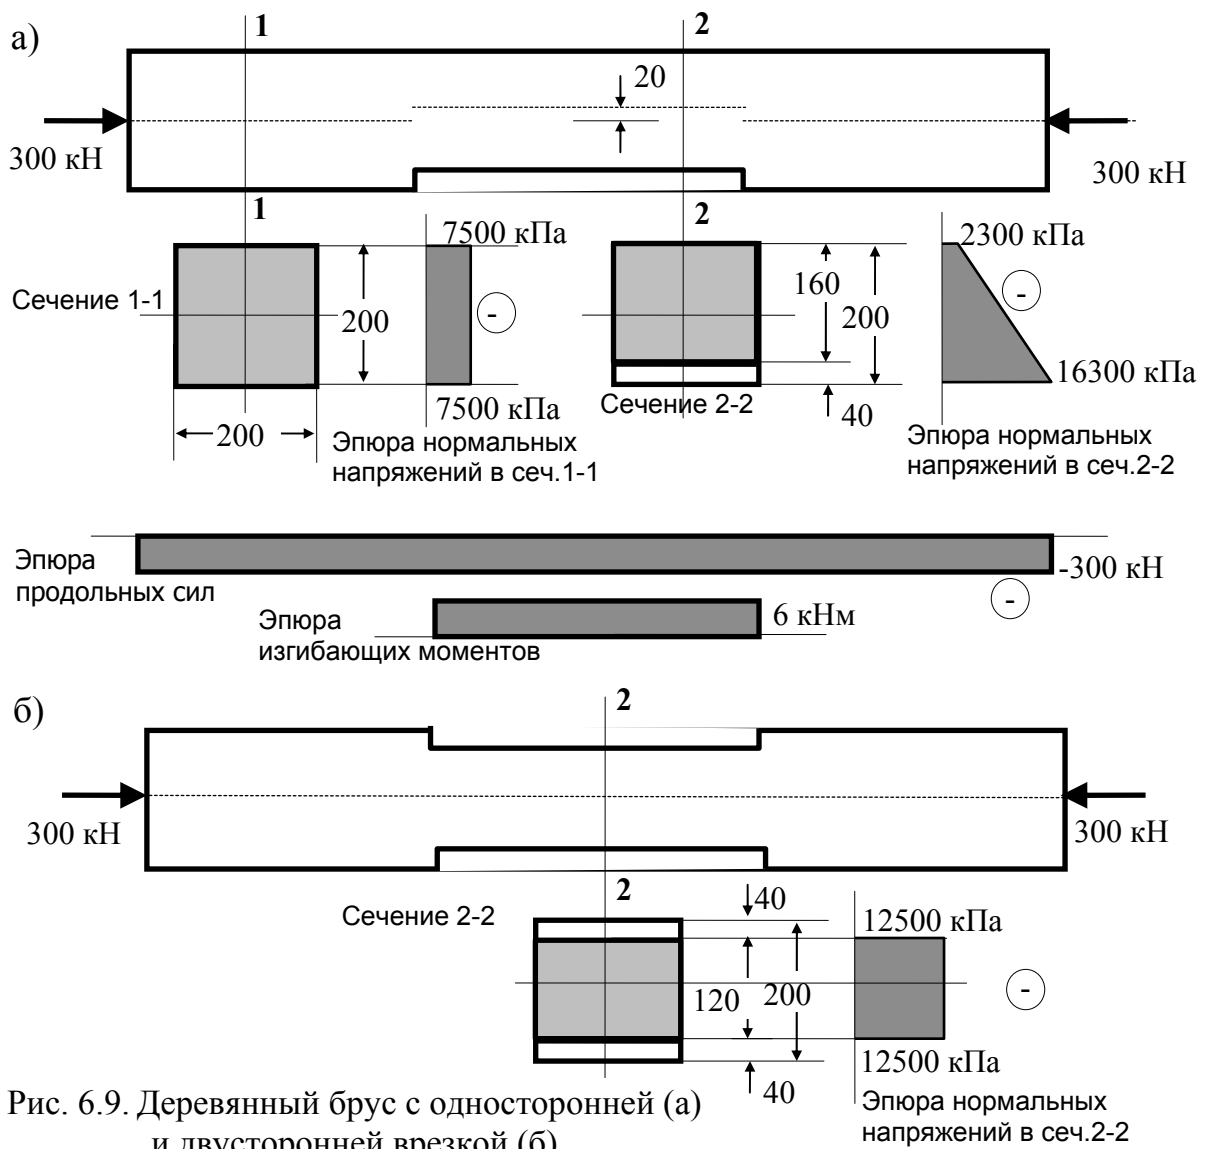 а)
1
2
20
300 кН
300 кН
1
2
7500 кПа
2300 кПа
Сечение 1-1
200
-
160
200
-
7500 кПа
16300 кПа
200
Сечение 2-2
40
Эпюра нормальных
напряжений в сеч.1-1
Эпюра нормальных
напряжений в сеч.2-2
Эпюра
продольных сил
-300 кН
-
Эпюра
изгибающих моментов
6 кНм
б)
2
300 кН
300 кН
2
Сечение 2-2
40
12500 кПа
120
200
-
12500 кПа
40
Эпюра нормальных
напряжений в сеч.2-2
Рис. 6.9. Деревянный брус с односторонней (а)
и двусторонней врезкой (б)